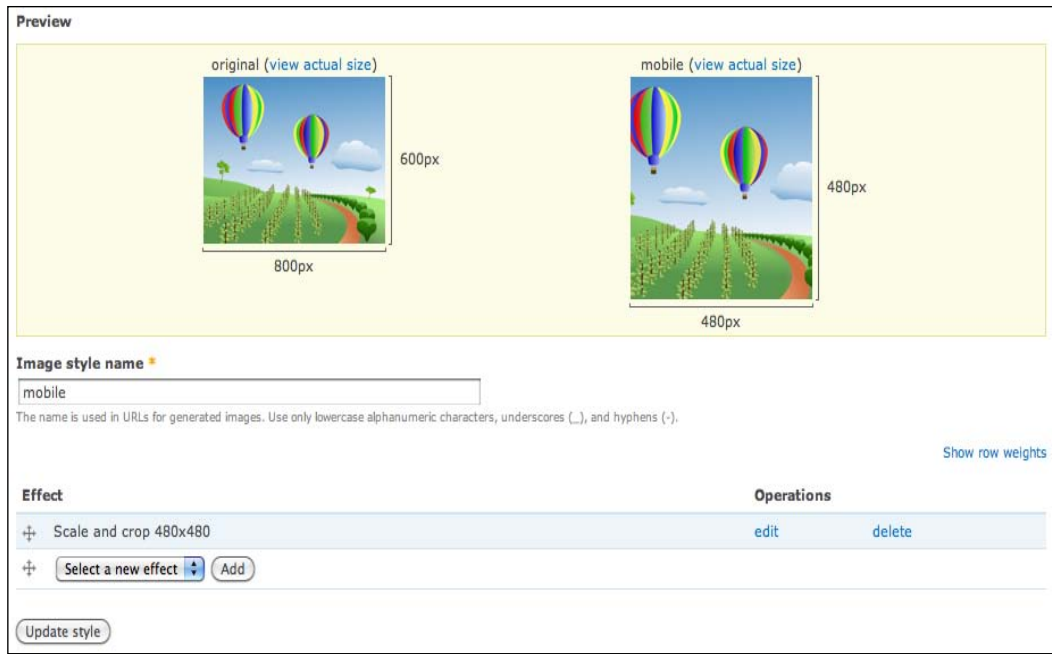 Preview
original (view actual size)
mobile (view actual size)
600px
480px
800px
480px
Image style name *
mobile
The name is used in URLs for generated images. Use only lowercase alphanumeric characters, underscores (_), and hyphens (-).
Show row weights
Effect Operations
Scale and crop 480x480 edit delete
Select a new effect Add
Update style